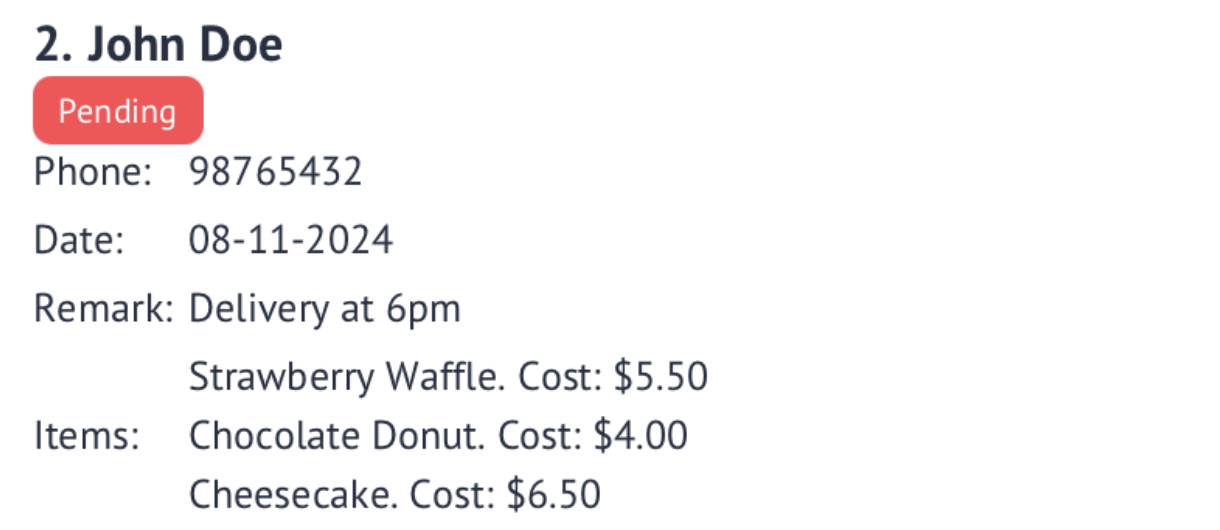 2. John Doe
Pending
Phone: 98765432
Date: 08-11-2024
Remark: Delivery at 6pm
Strawberry Waffle. Cost: $5.50
Items: Chocolate Donut. Cost: $4.00
Cheesecake. Cost: $6.50